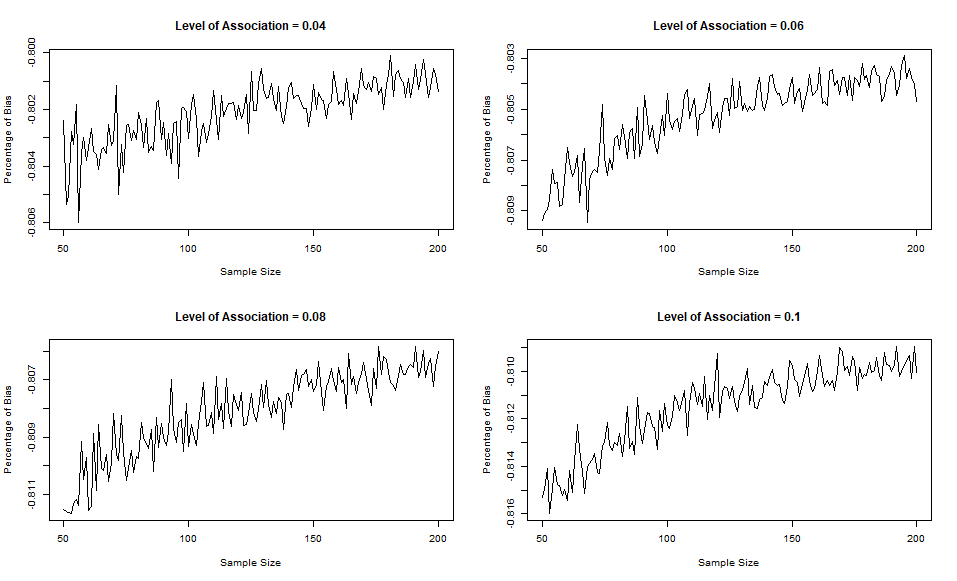 Level of Association = 0.04
Percentage of Bias
-0.800
-0.802
-0.804
-0.806
50
100
150
200
Sample Size
Level of Association = 0.06
Percentage of Bias
-0.803
-0.805
-0.807
-0.809
50
100
150
200
Sample Size
Level of Association = 0.08
Percentage of Bias
-0.807
-0.809
-0.811
50
100
150
200
Sample Size
Level of Association = 0.1
Percentage of Bias
-0.810
-0.812
-0.814
-0.816
50
100
150
200
Sample Size